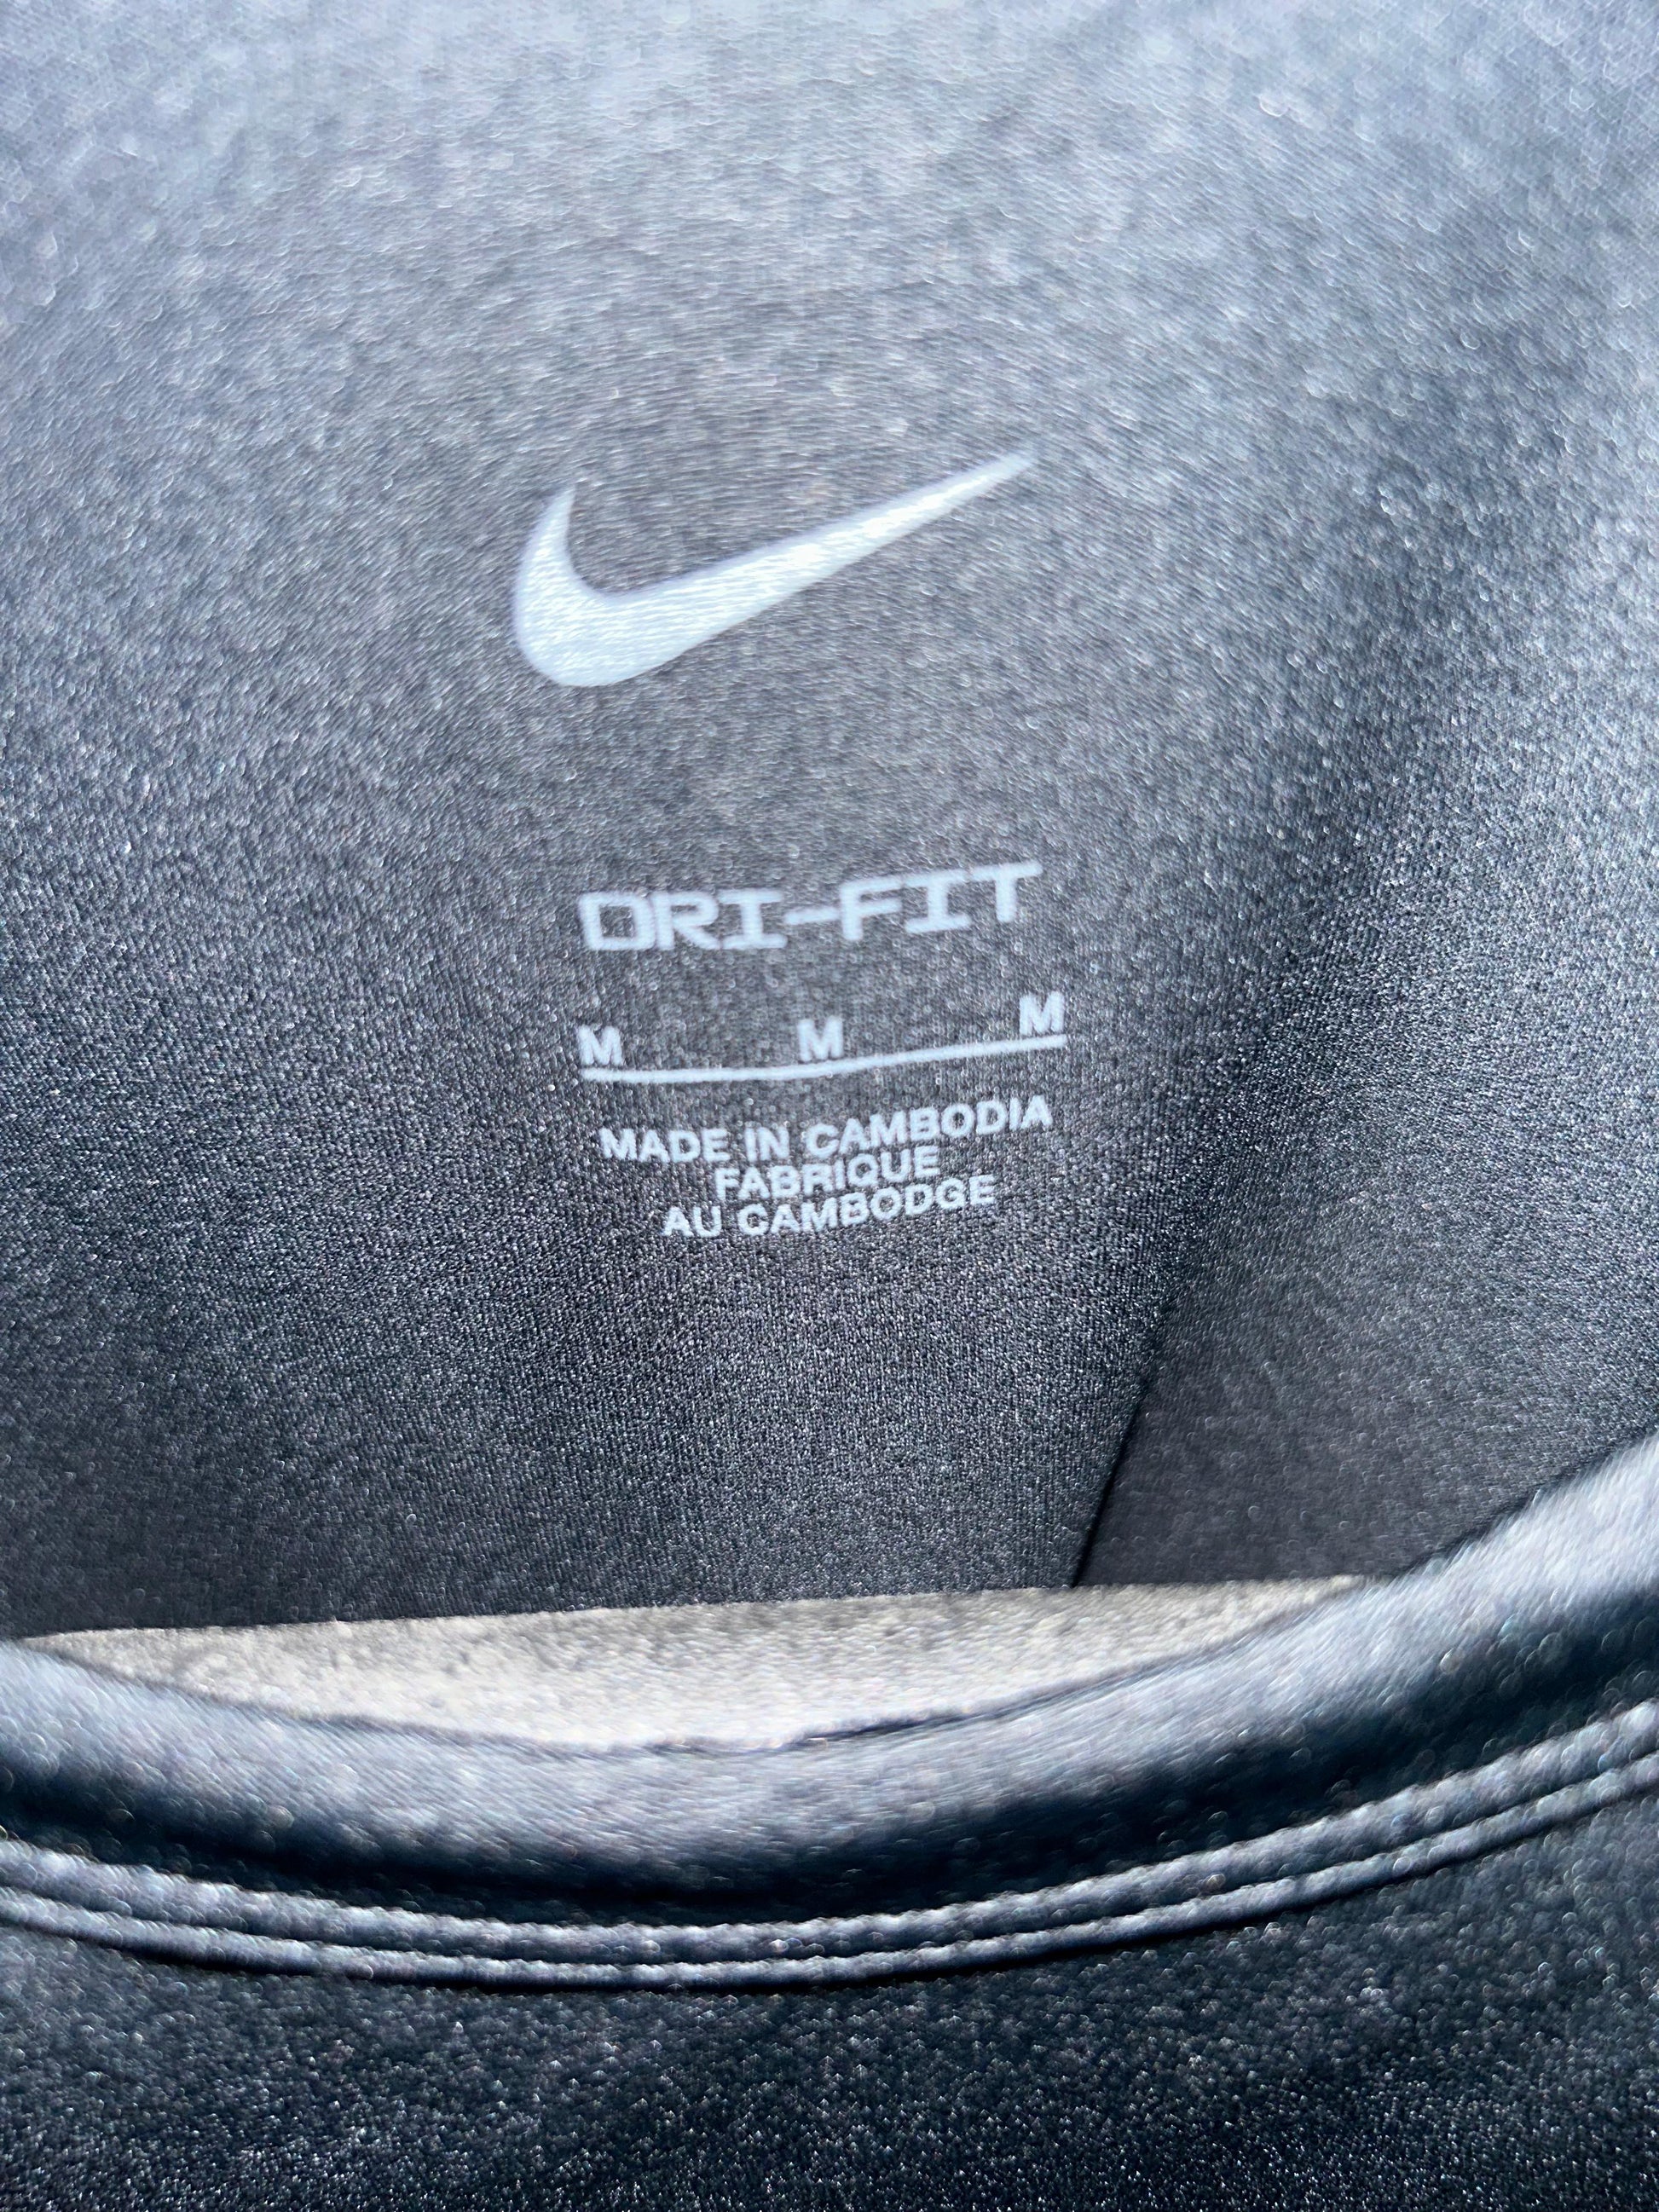 DRI-FIT
M M M
MADE IN CAMBODIA
FABRIQUE
AU CAMBODGE